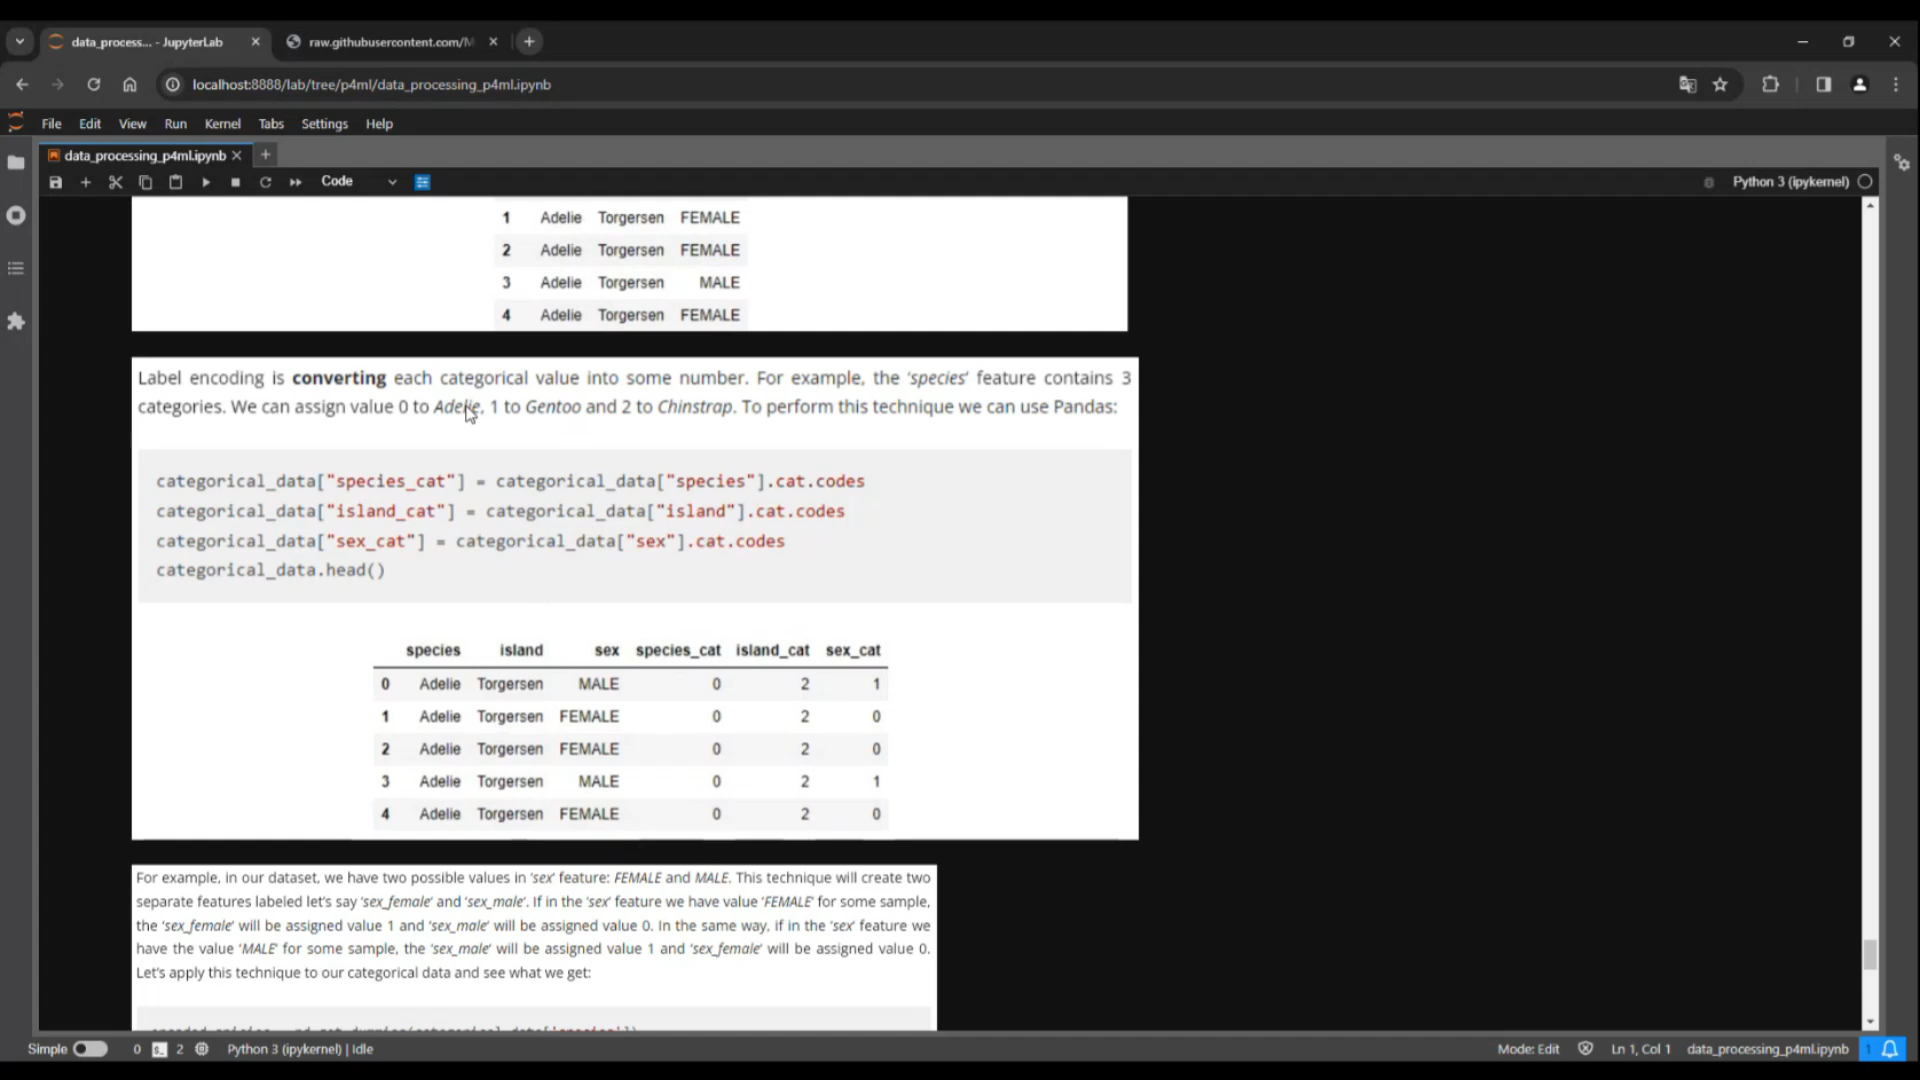 data_process... - JupyterLab
raw.githubusercontent.com/M
localhost:8888/lab/tree/p4ml/data_processing_p4ml.ipynb
File Edit View Run Kernel Tabs Settings Help
data_processing_p4ml.ipynb
Code
Python 3 (ipykernel)
1 Adelie Torgersen FEMALE
2 Adelie Torgersen FEMALE
3 Adelie Torgersen MALE
4 Adelie Torgersen FEMALE
Label encoding is converting each categorical value into some number. For example, the 'species' feature contains 3
categories. We can assign value 0 to Adelie, 1 to Gentoo and 2 to Chinstrap. To perform this technique we can use Pandas:
categorical_data["species_cat"] = categorical_data["species"].cat.codes
categorical_data["island_cat"] = categorical_data["island"].cat.codes
categorical_data["sex_cat"] = categorical_data["sex"].cat.codes
categorical_data.head()
species island sex species_cat island_cat sex_cat
0 Adelie Torgersen MALE 0 2 1
1 Adelie Torgersen FEMALE 0 2 0
2 Adelie Torgersen FEMALE 0 2 0
3 Adelie Torgersen MALE 0 2 1
4 Adelie Torgersen FEMALE 0 2 0
For example, in our dataset, we have two possible values in 'sex' feature: FEMALE and MALE. This technique will create two
separate features labeled let's say 'sex_female' and 'sex_male'. If in the 'sex' feature we have value 'FEMALE' for some sample,
the 'sex_female' will be assigned value 1 and 'sex_male' will be assigned value 0. In the same way, if in the 'sex' feature we
have the value 'MALE' for some sample, the 'sex_male' will be assigned value 1 and 'sex_female' will be assigned value 0.
Let's apply this technique to our categorical data and see what we get:
Simple 0 2 Python 3 (ipykernel) | Idle
Mode: Edit Ln 1, Col 1 data_processing_p4ml.ipynb 1